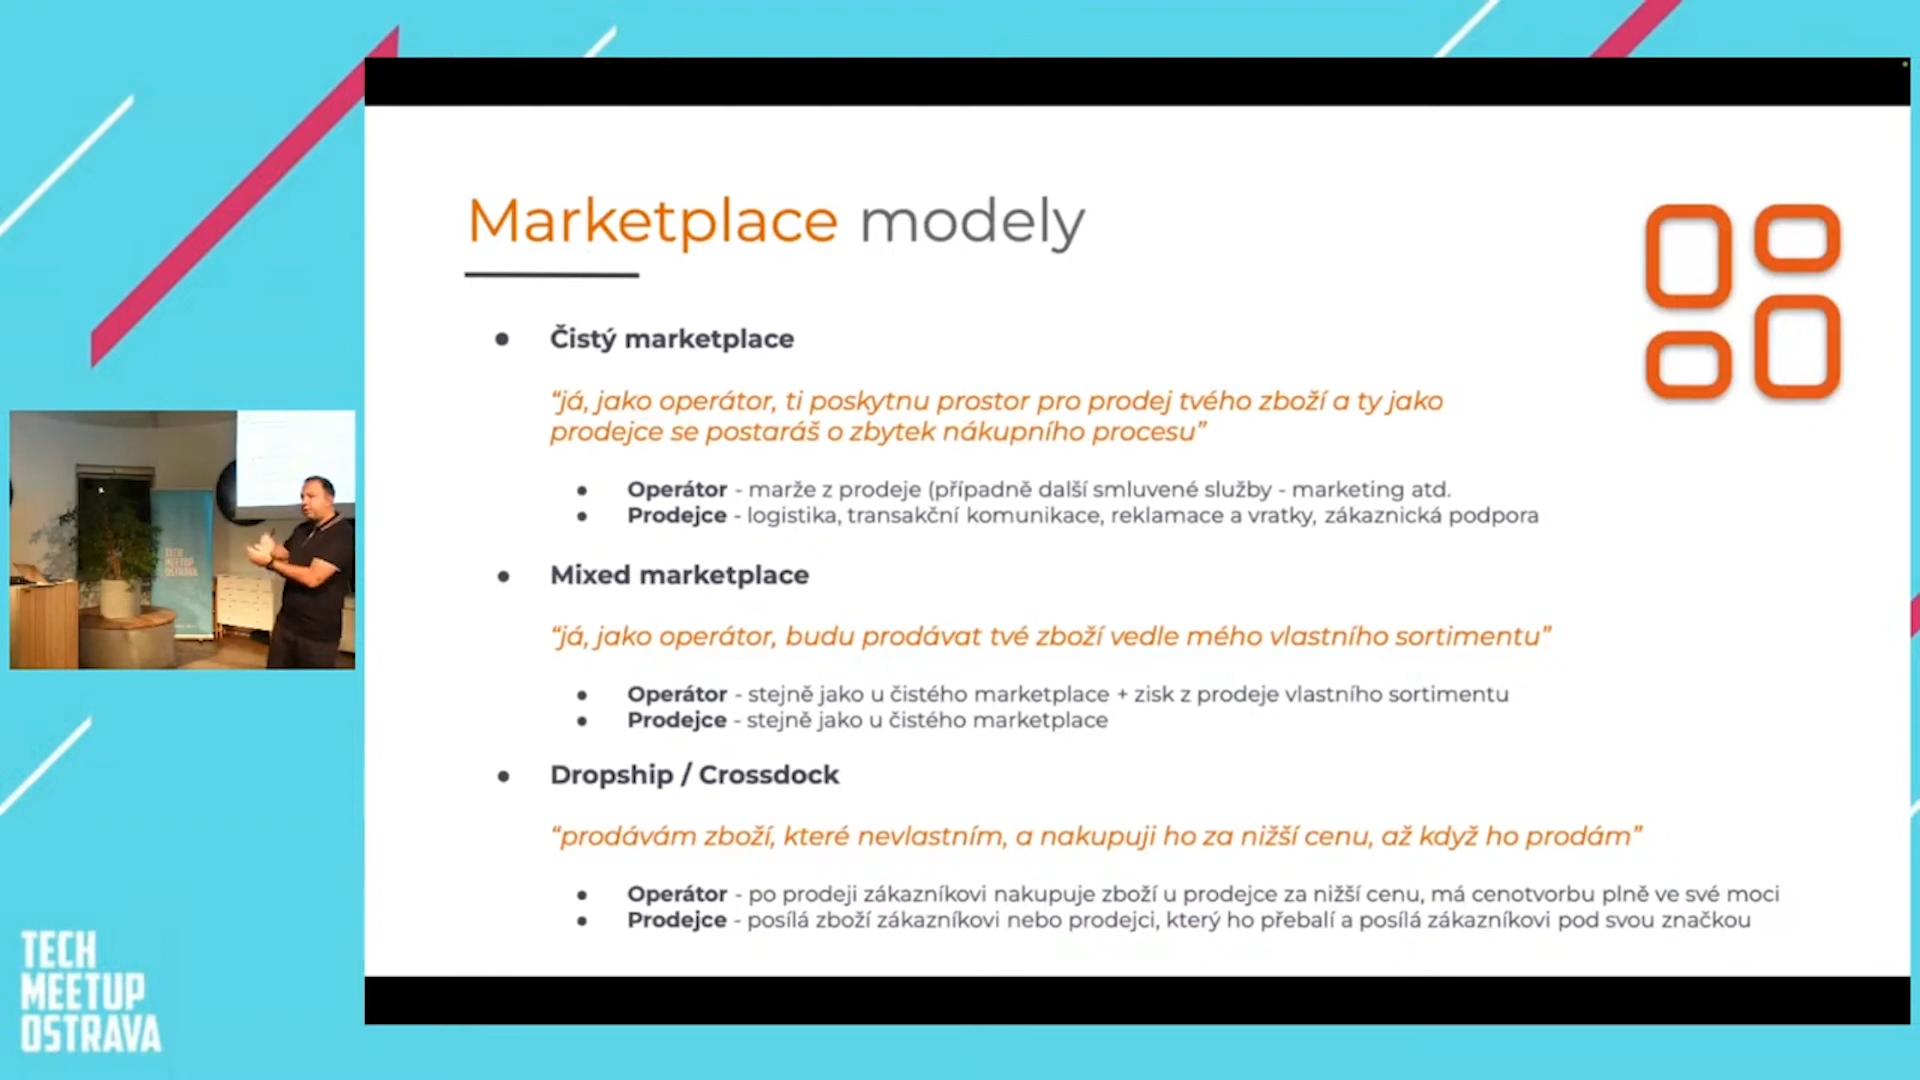 Marketplace modely
Čistý marketplace
“já, jako operátor, ti poskytnu prostor pro prodej tvého zboží a ty jako
prodejce se postaráš o zbytek nákupního procesu”
Operátor - marže z prodeje (případně další smluvené služby - marketing atd.
Prodejce - logistika, transakční komunikace, reklamace a vratky, zákaznická podpora
Mixed marketplace
“já, jako operátor, budu prodávat tvé zboží vedle mého vlastního sortimentu”
Operátor - stejně jako u čistého marketplace + zisk z prodeje vlastního sortimentu
Prodejce - stejně jako u čistého marketplace
Dropship / Crossdock
“prodávám zboží, které nevlastním, a nakupuji ho za nižší cenu, až když ho prodám”
Operátor - po prodeji zákazníkovi nakupuje zboží u prodejce za nižší cenu, má cenotvorbu plně ve své moci
Prodejce - posílá zboží zákazníkovi nebo prodejci, který ho přebalí a posílá zákazníkovi pod svou značkou
TECH
MEETUP
OSTRAVA
TECH
MEETUP
OSTRAVA